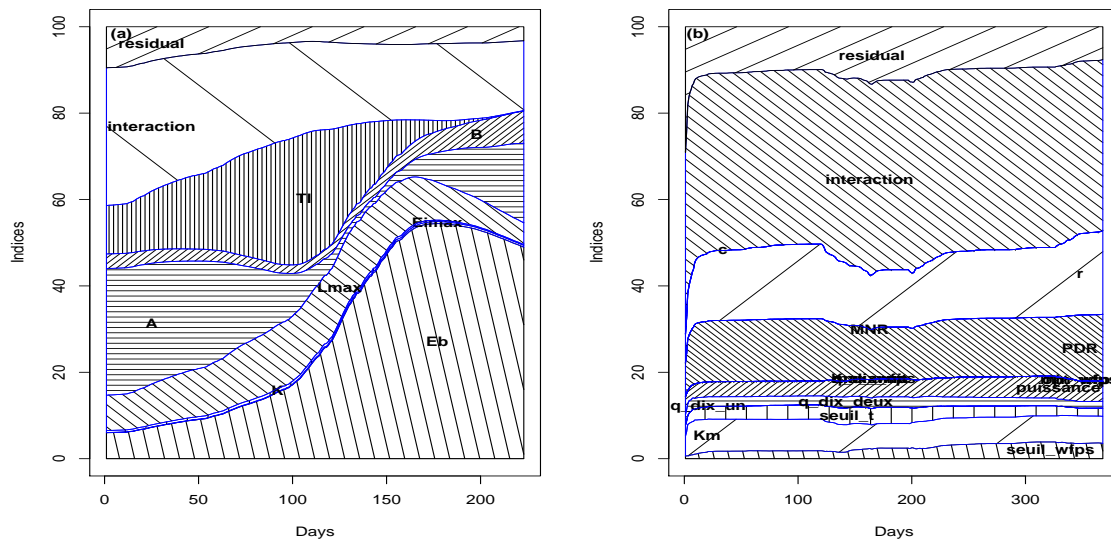 (a)
residual
interaction
B
TI
Eimax
Lmax
A
Eb
K
Indices
0 20 40 60 80 100
0 50 100 150 200
Days
(b)
residual
interaction
c
r
MNR
PDR
puissance
q_dix_deux
q_dix_un
seuil_t
Km
seuil_wfps
Indices
0 20 40 60 80 100
0 100 200 300
Days